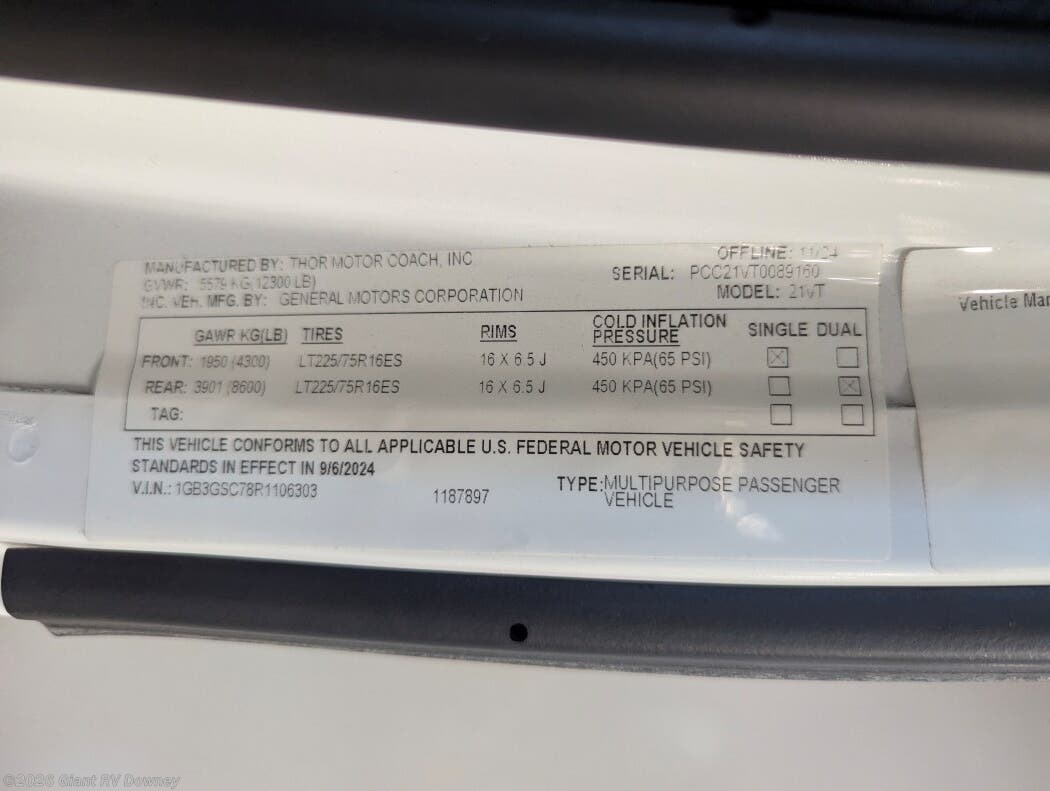 MANUFACTURED BY: THOR MOTOR COACH, INC
OFFLINE: 11/24
GVWR: 5579 KG(12300 LB)
SERIAL: PCC21VT0089160
INC. VEH. MFG. BY: GENERAL MOTORS CORPORATION
MODEL: 21VT
GAWR KG(LB) TIRES RIMS COLD INFLATION PRESSURE SINGLE DUAL
FRONT: 1950 (4300) LT225/75R16ES 16 X 6.5 J 450 KPA(65 PSI)
REAR: 3901 (8600) LT225/75R16ES 16 X 6.5 J 450 KPA(65 PSI)
TAG:
THIS VEHICLE CONFORMS TO ALL APPLICABLE U.S. FEDERAL MOTOR VEHICLE SAFETY
STANDARDS IN EFFECT IN 9/6/2024
V.I.N.: 1GB3GSC78R1106303 1187897 TYPE: MULTIPURPOSE PASSENGER
VEHICLE
Vehicle Man
©2026 Giant RV Downey